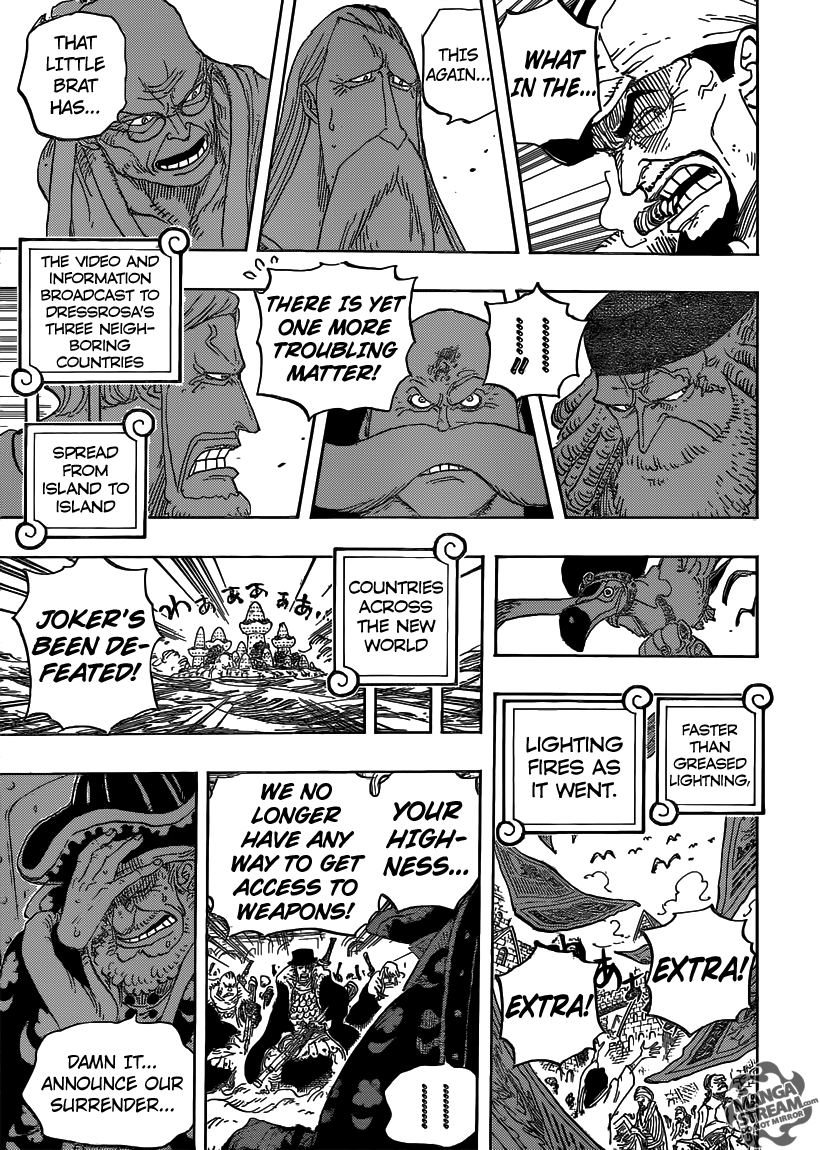 WHAT
IN THE...
THIS
AGAIN...
THAT
LITTLE
BRAT
HAS...
!!
THERE IS YET
ONE MORE
TROUBLING
MATTER!
THE VIDEO AND
INFORMATION
BROADCAST TO
DRESSROSA'S
THREE NEIGH-
BORING
COUNTRIES
SPREAD
FROM
ISLAND TO
ISLAND
FASTER
THAN
GREASED
LIGHTNING,
LIGHTING
FIRES AS
IT WENT.
COUNTRIES
ACROSS
THE NEW
WORLD
わあああぁ
JOKER'S
BEEN DE-
FEATED!
EXTRA!
あ
EXTRA!
YOUR
HIGH-
NESS...
WE NO
LONGER
HAVE ANY
WAY TO GET
ACCESS TO
WEAPONS!
DAMN IT...
ANNOUNCE OUR
SURRENDER...
MANGA
STREAM.com
DO NOT MIRROR!